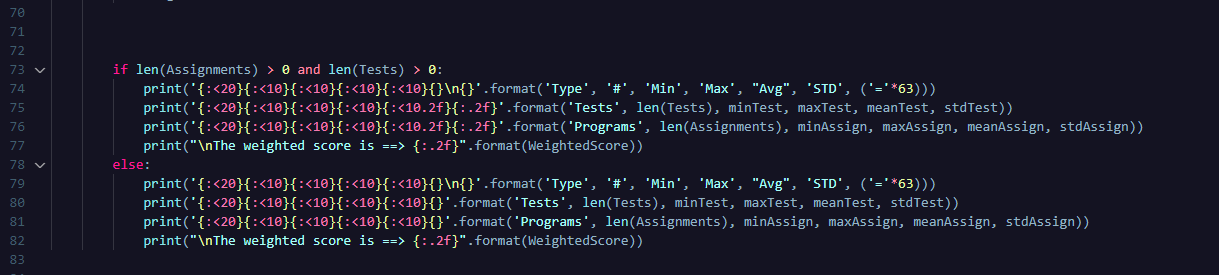 70
71
72
73 if len(Assignments) > 0 and len(Tests) > 0:
74 print('{:<20}{:<10}{:<10}{:<10}{:<10}{}\n{}'.format('Type', '#', 'Min', 'Max', "Avg", 'STD', ('='*63)))
75 print('{:<20}{:<10}{:<10}{:<10}{:<10.2f}{:.2f}'.format('Tests', len(Tests), minTest, maxTest, meanTest, stdTest))
76 print('{:<20}{:<10}{:<10}{:<10}{:<10.2f}{:.2f}'.format('Programs', len(Assignments), minAssign, maxAssign, meanAssign, stdAssign))
77 print("\nThe weighted score is ==> {:.2f}".format(WeightedScore))
78 else:
79 print('{:<20}{:<10}{:<10}{:<10}{:<10}{}\n{}'.format('Type', '#', 'Min', 'Max', "Avg", 'STD', ('='*63)))
80 print('{:<20}{:<10}{:<10}{:<10}{:<10}{}'.format('Tests', len(Tests), minTest, maxTest, meanTest, stdTest))
81 print('{:<20}{:<10}{:<10}{:<10}{:<10}{}'.format('Programs', len(Assignments), minAssign, maxAssign, meanAssign, stdAssign))
82 print("\nThe weighted score is ==> {:.2f}".format(WeightedScore))
83